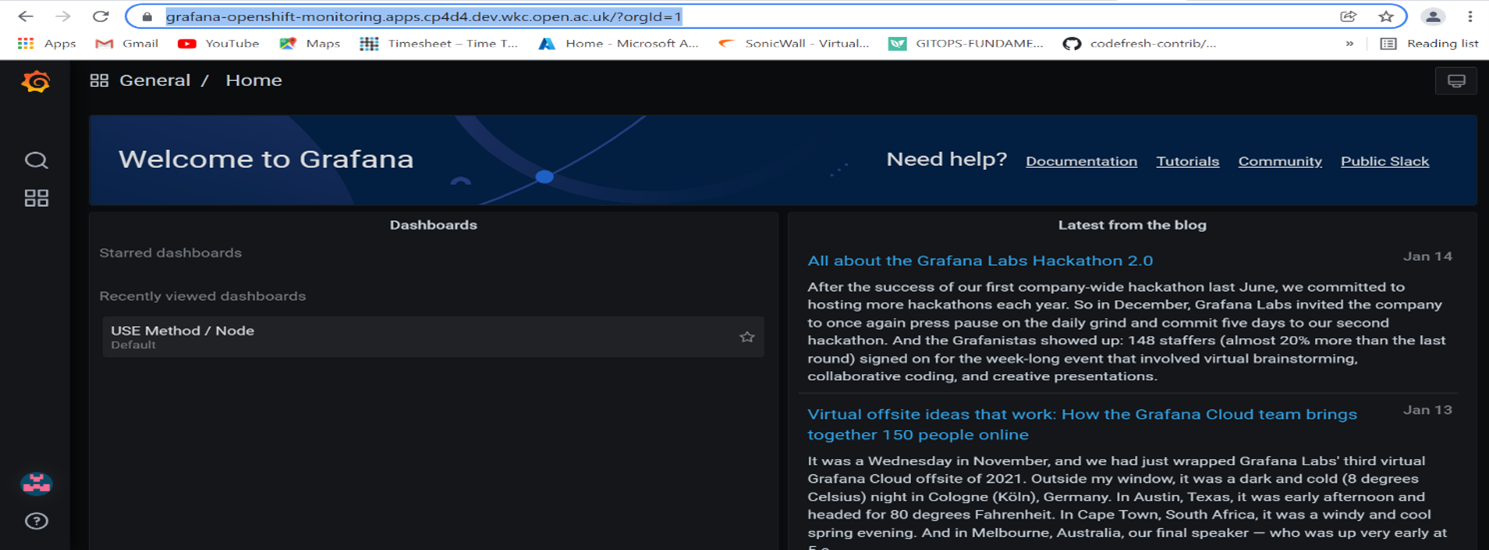 grafana-openshift-monitoring.apps.cp4d4.dev.wkc.open.ac.uk/?orgId=1
Apps Gmail YouTube Maps Timesheet – Time T... Home - Microsoft A... SonicWall - Virtual... GITOPS-FUNDAME... codefresh-contrib/... » Reading list
General / Home
Welcome to Grafana
Need help? Documentation Tutorials Community Public Slack
Dashboards
Starred dashboards
Recently viewed dashboards
USE Method / Node
Default
Latest from the blog
All about the Grafana Labs Hackathon 2.0
Jan 14
After the success of our first company-wide hackathon last June, we committed to
hosting more hackathons each year. So in December, Grafana Labs invited the company
to once again press pause on the daily grind and commit five days to our second
hackathon. And the Grafanistas showed up: 148 staffers (almost 20% more than the last
round) signed on for the week-long event that involved virtual brainstorming,
collaborative coding, and creative presentations.
Virtual offsite ideas that work: How the Grafana Cloud team brings
together 150 people online
Jan 13
It was a Wednesday in November, and we had just wrapped Grafana Labs' third virtual
Grafana Cloud offsite of 2021. Outside my window, it was a dark and cold (8 degrees
Celsius) night in Cologne (Köln), Germany. In Austin, Texas, it was early afternoon and
headed for 80 degrees Fahrenheit. In Cape Town, South Africa, it was a windy and cool
spring evening. And in Melbourne, Australia, our final speaker — who was up very early at